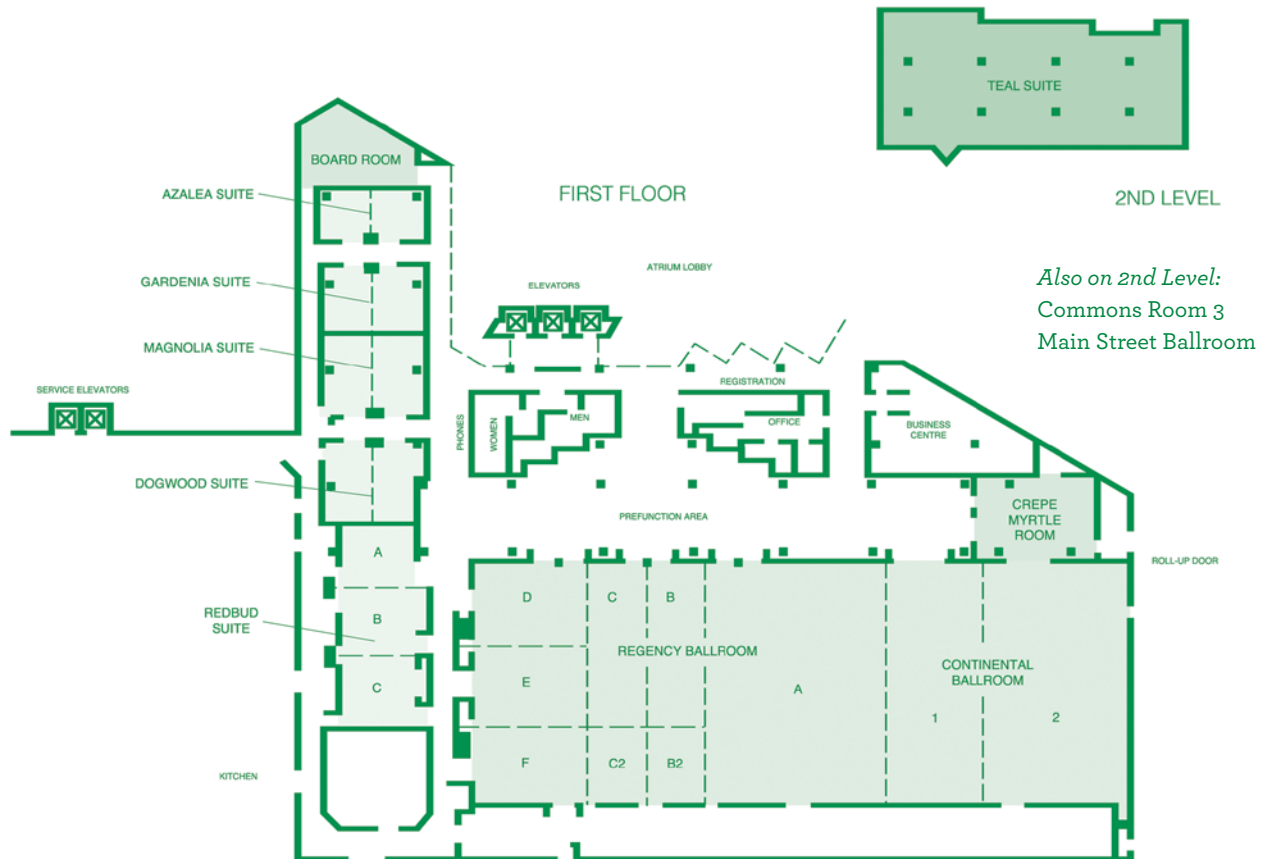 TEAL SUITE
BOARD ROOM
AZALEA SUITE
FIRST FLOOR
2ND LEVEL
ATRIUM LOBBY
Also on 2nd Level:
GARDENIA SUITE
ELEVATORS
Commons Room 3
Main Street Ballroom
MAGNOLIA SUITE
REGISTRATION
SERVICE ELEVATORS
PHONES
WOMEN
MEN
OFFICE
BUSINESS
CENTRE
DOGWOOD SUITE
CREPE
MYRTLE
ROOM
PREFUNCTION AREA
A
ROLL-UP DOOR
D
C
B
REDBUD
SUITE
B
REGENCY BALLROOM
CONTINENTAL
BALLROOM
C
E
A
1
2
F
C2
B2
KITCHEN